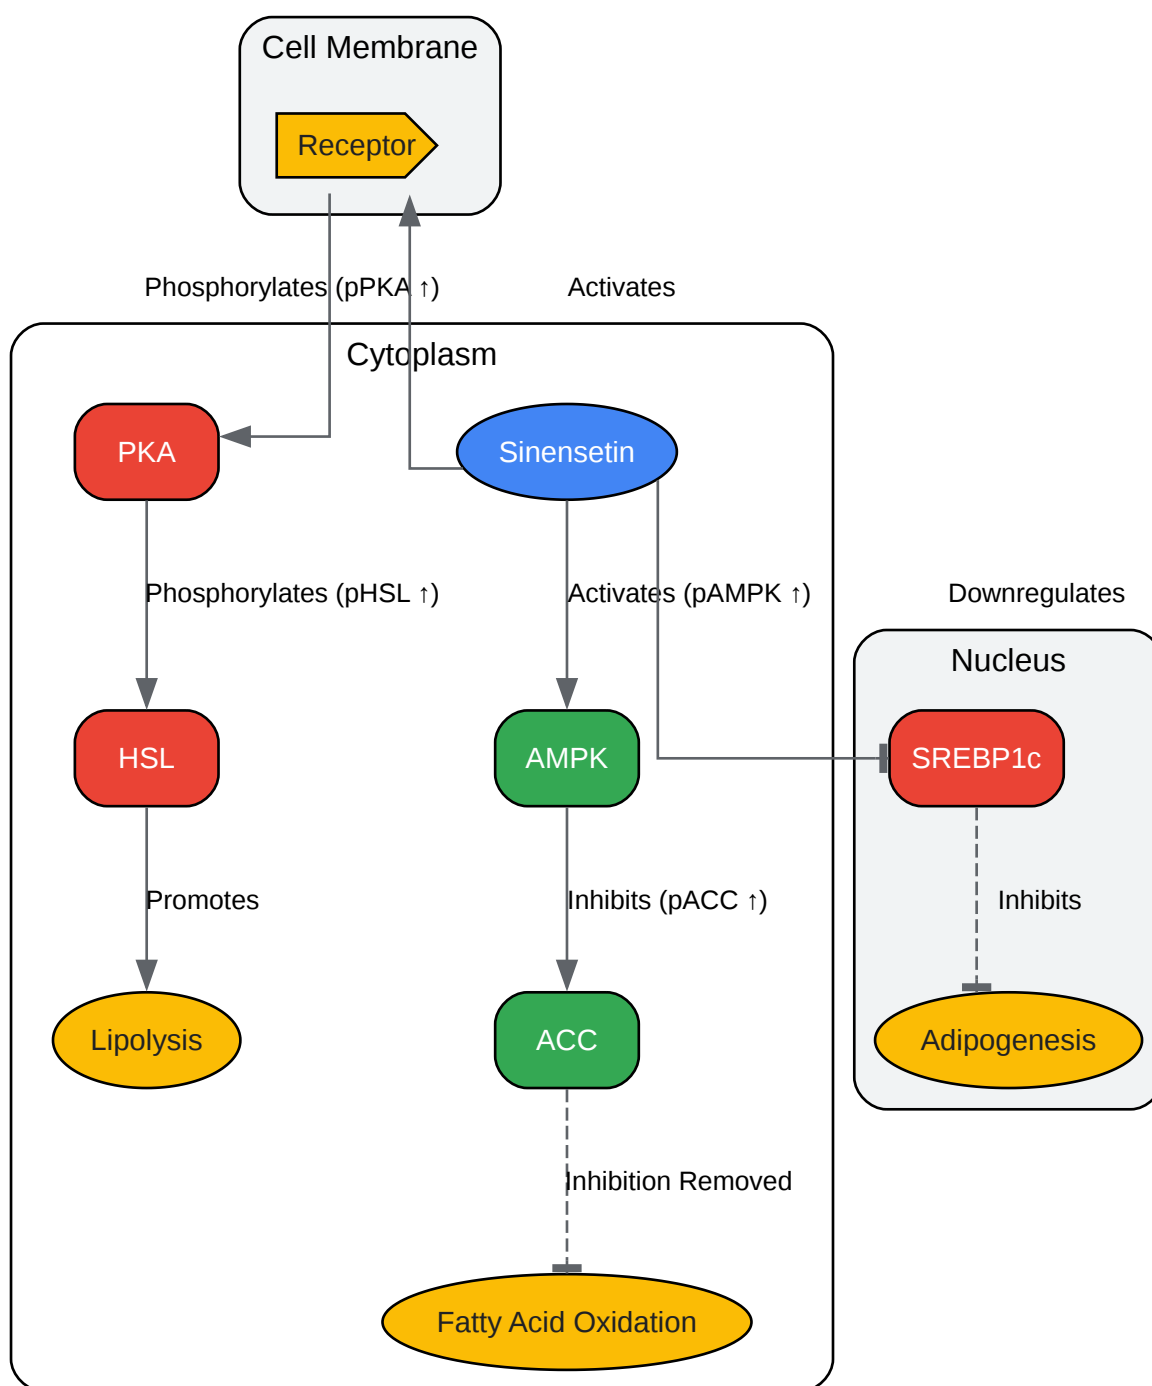 Cell Membrane
Receptor
Phosphorylates (pPKA ↑)
Activates
Cytoplasm
PKA
Sinensetin
Phosphorylates (pHSL ↑)
Activates (pAMPK ↑)
Downregulates
Nucleus
HSL
AMPK
SREBP1c
Promotes
Inhibits (pACC ↑)
Inhibits
Lipolysis
ACC
Adipogenesis
Inhibition Removed
Fatty Acid Oxidation